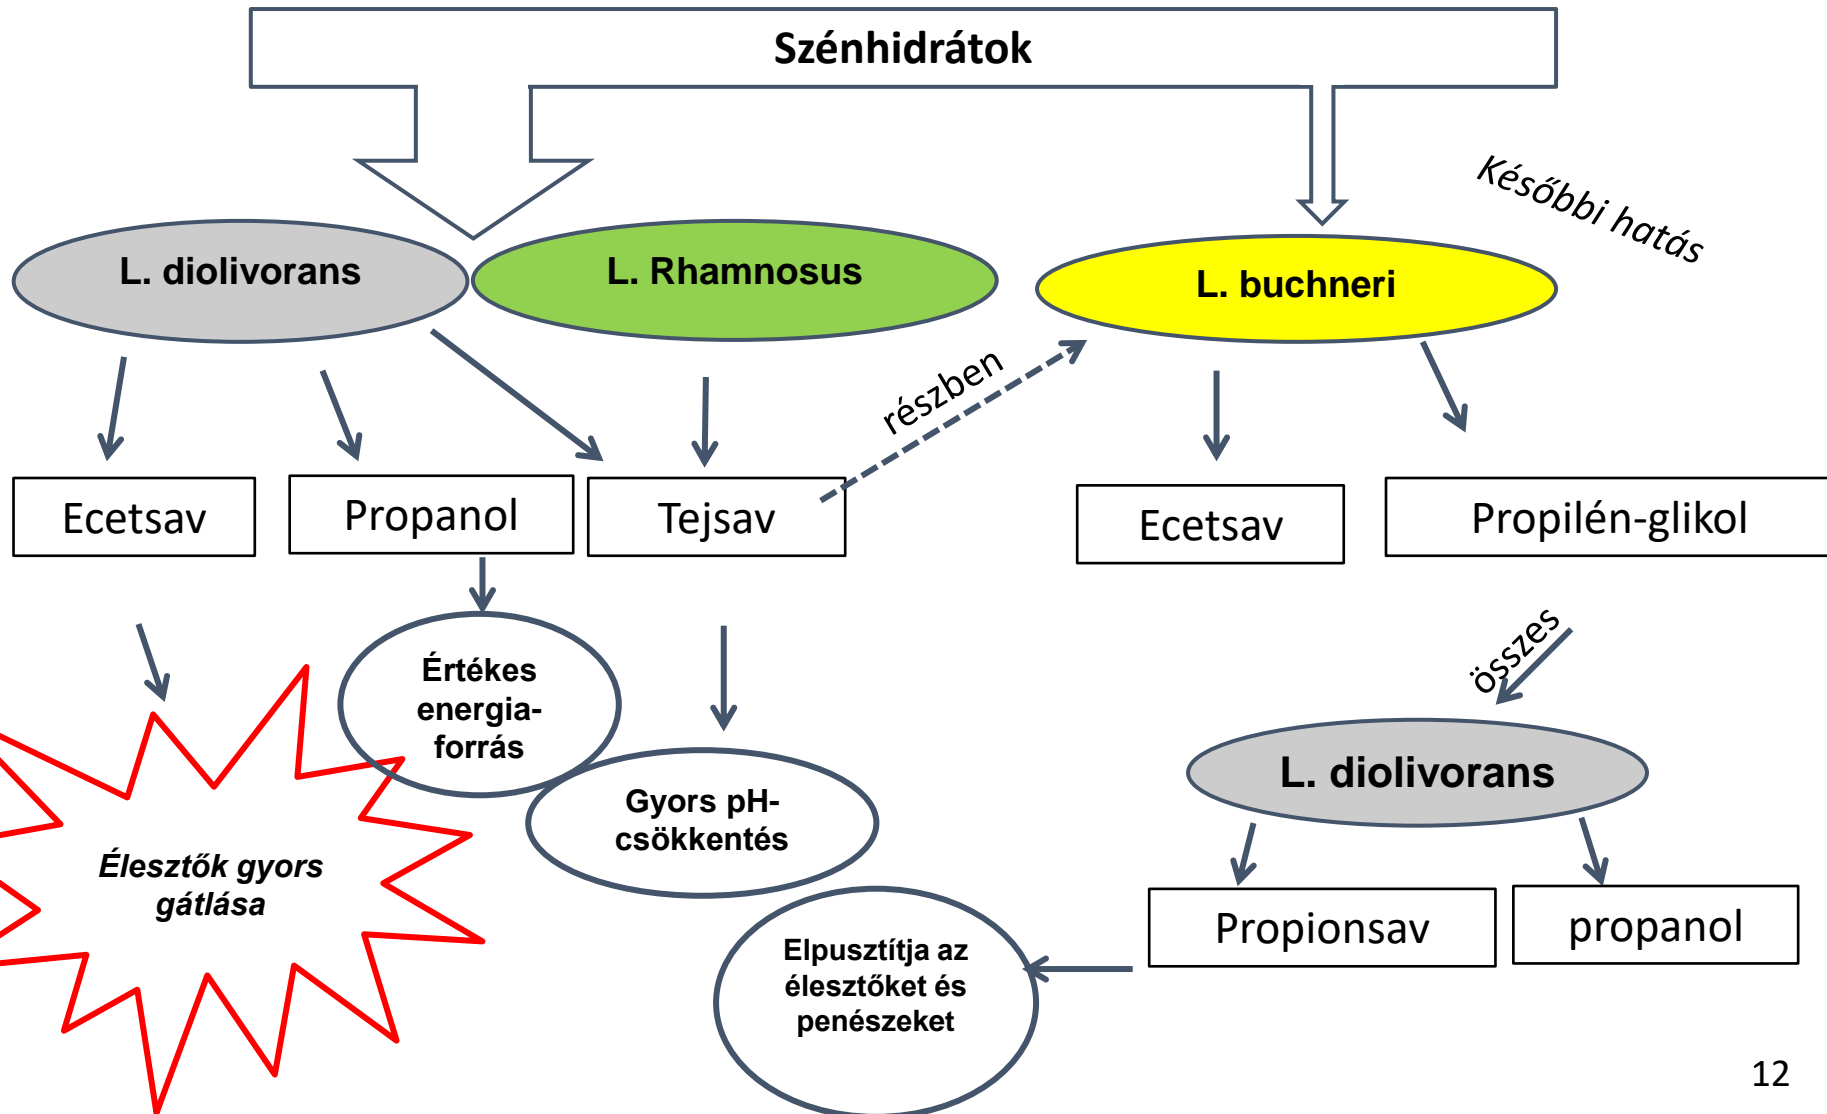 Szénhidrátok
Későbbi hatás
L. diolivorans
L. Rhamnosus
L. buchneri
részben
Ecetsav
Propanol
Tejsav
Ecetsav
Propilén-glikol
összes
Értékes
energia-
forrás
Gyors pH-
csökkentés
L. diolivorans
Élesztők gyors
gátlása
Propionsav
propanol
Elpusztítja az
élesztőket és
penészeket
12